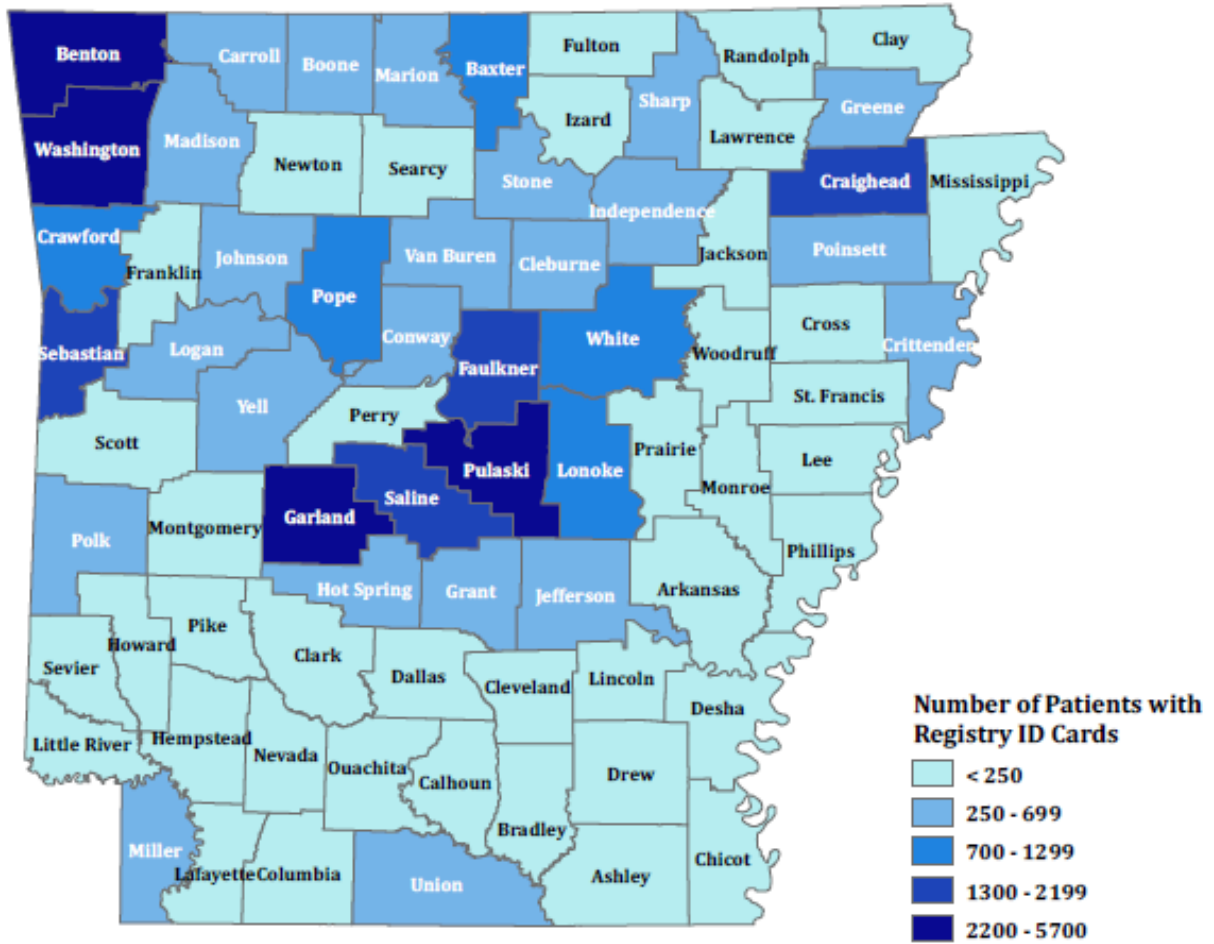 Benton
Carroll
Boone
Marion
Baxter
Fulton
Randolph
Clay
Sharp
Greene
Izard
Lawrence
Washington
Madison
Newton
Searcy
Stone
Craighead
Mississippi
Independence
Crawford
Franklin
Johnson
Van Buren
Cleburne
Jackson
Poinsett
Pope
Conway
White
Cross
Crittenden
Sebastian
Logan
Faulkner
Woodruff
Yell
Perry
St. Francis
Scott
Pulaski
Lonoke
Prairie
Lee
Saline
Monroe
Garland
Montgomery
Polk
Phillips
Hot Spring
Grant
Jefferson
Arkansas
Pike
Howard
Clark
Sevier
Dallas
Cleveland
Lincoln
Desha
Little River
Hempstead
Nevada
Ouachita
Calhoun
Drew
Bradley
Miller
Lafayette
Columbia
Union
Ashley
Chicot
Number of Patients with
Registry ID Cards
< 250
250 - 699
700 - 1299
1300 - 2199
2200 - 5700